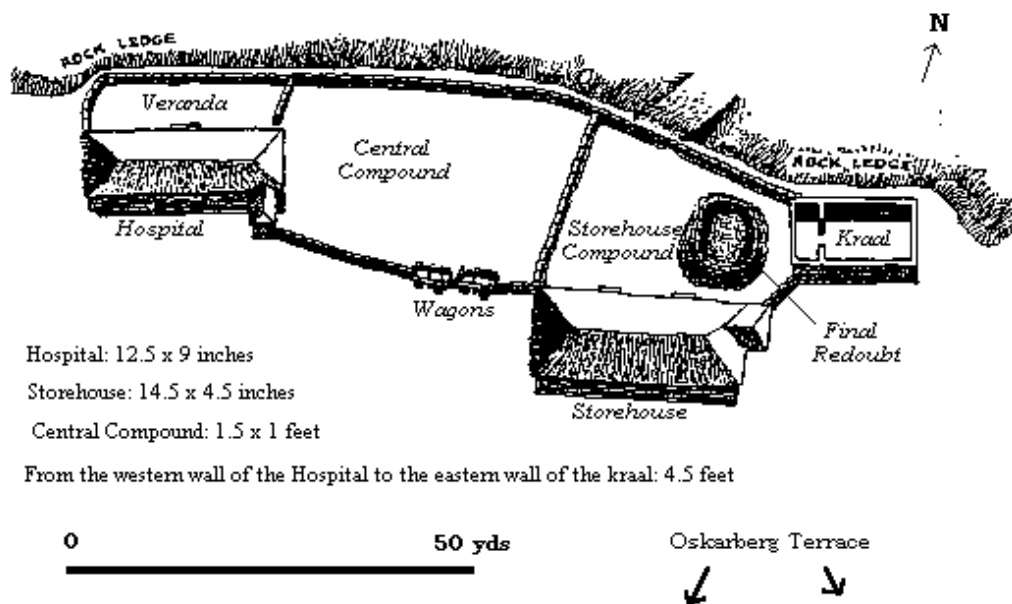 N
ROCK LEDGE
Veranda
Central
Compound
ROCK LEDGE
Hospital
Storehouse
Compound
Kraal
Wagons
Final
Redoubt
Storehouse
Hospital: 12.5 x 9 inches
Storehouse: 14.5 x 4.5 inches
Central Compound: 1.5 x 1 feet
From the western wall of the Hospital to the eastern wall of the kraal: 4.5 feet
0 50 yds
Oskarberg Terrace